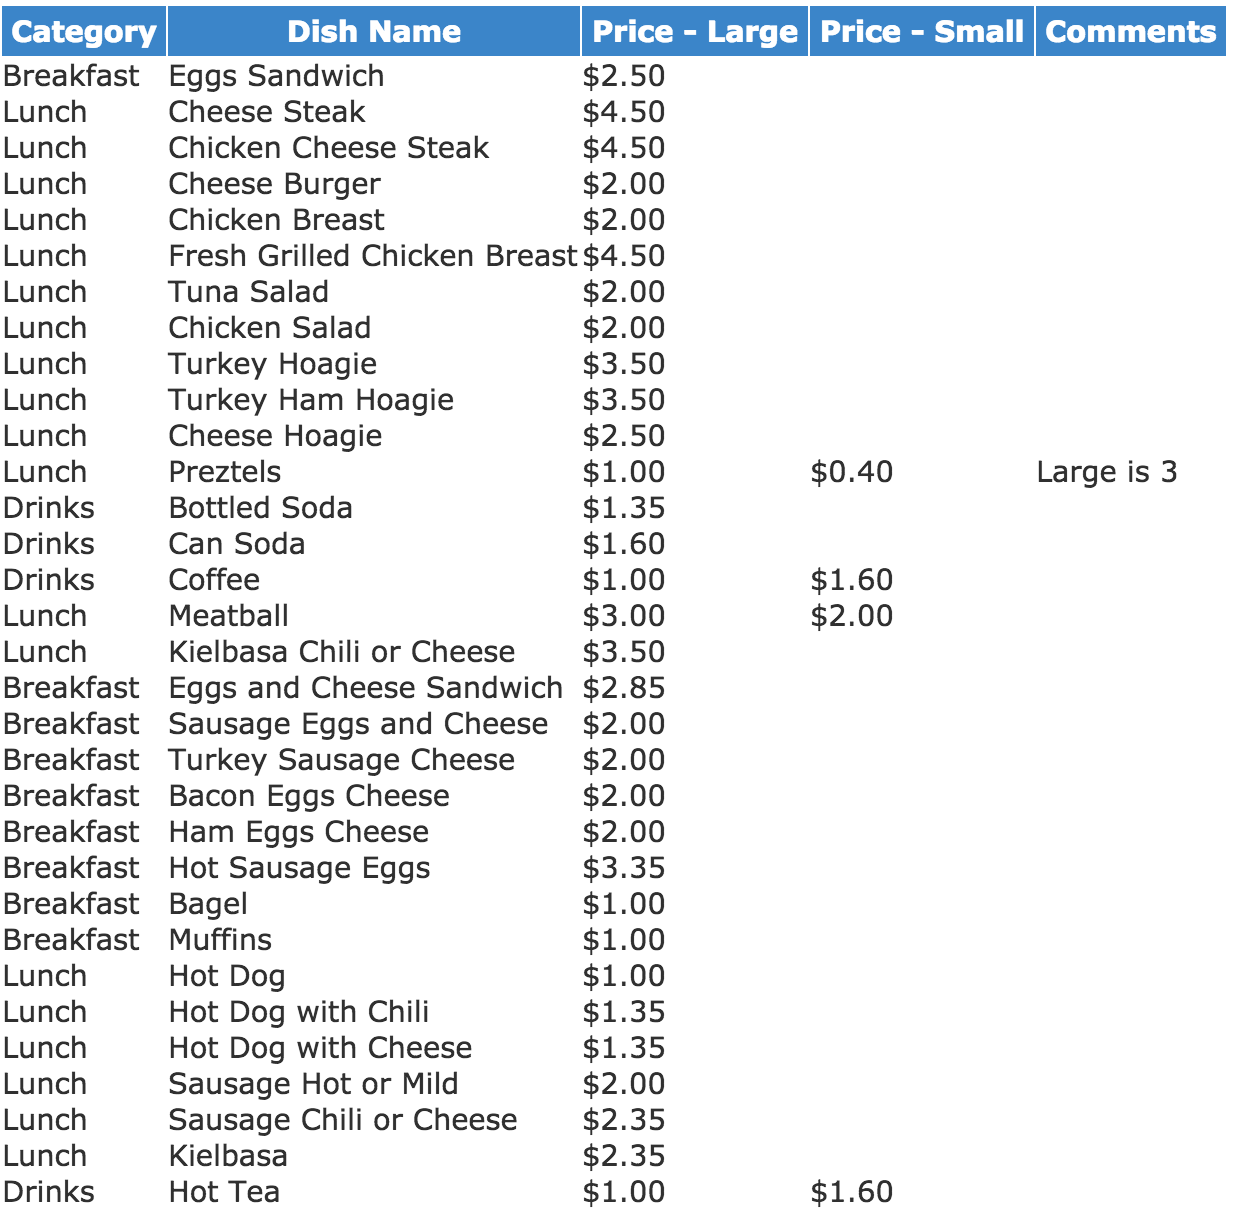 Category Dish Name Price - Large Price - Small Comments
Breakfast Eggs Sandwich $2.50
Lunch Cheese Steak $4.50
Lunch Chicken Cheese Steak $4.50
Lunch Cheese Burger $2.00
Lunch Chicken Breast $2.00
Lunch Fresh Grilled Chicken Breast $4.50
Lunch Tuna Salad $2.00
Lunch Chicken Salad $2.00
Lunch Turkey Hoagie $3.50
Lunch Turkey Ham Hoagie $3.50
Lunch Cheese Hoagie $2.50
Lunch Preztels $1.00 $0.40 Large is 3
Drinks Bottled Soda $1.35
Drinks Can Soda $1.60
Drinks Coffee $1.00 $1.60
Lunch Meatball $3.00 $2.00
Lunch Kielbasa Chili or Cheese $3.50
Breakfast Eggs and Cheese Sandwich $2.85
Breakfast Sausage Eggs and Cheese $2.00
Breakfast Turkey Sausage Cheese $2.00
Breakfast Bacon Eggs Cheese $2.00
Breakfast Ham Eggs Cheese $2.00
Breakfast Hot Sausage Eggs $3.35
Breakfast Bagel $1.00
Breakfast Muffins $1.00
Lunch Hot Dog $1.00
Lunch Hot Dog with Chili $1.35
Lunch Hot Dog with Cheese $1.35
Lunch Sausage Hot or Mild $2.00
Lunch Sausage Chili or Cheese $2.35
Lunch Kielbasa $2.35
Drinks Hot Tea $1.00 $1.60